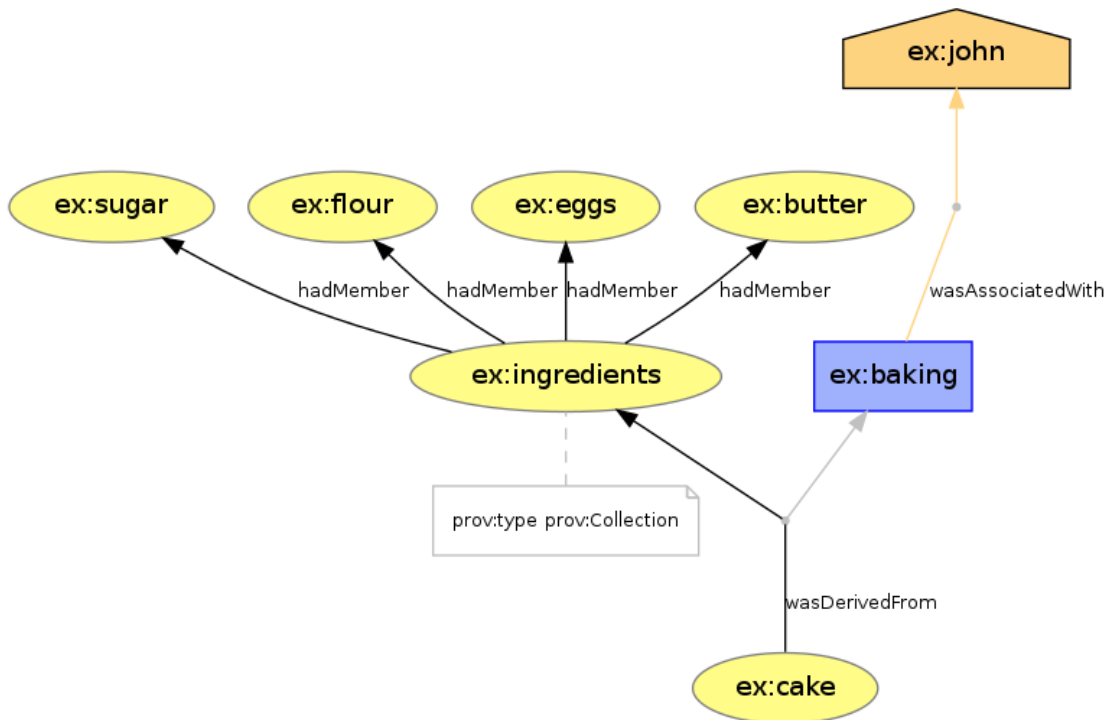 ex:john
ex:sugar
ex:flour
ex:eggs
ex:butter
hadMember
hadMember
hadMember
hadMember
wasAssociatedWith
ex:ingredients
ex:baking
prov:type prov:Collection
wasDerivedFrom
ex:cake